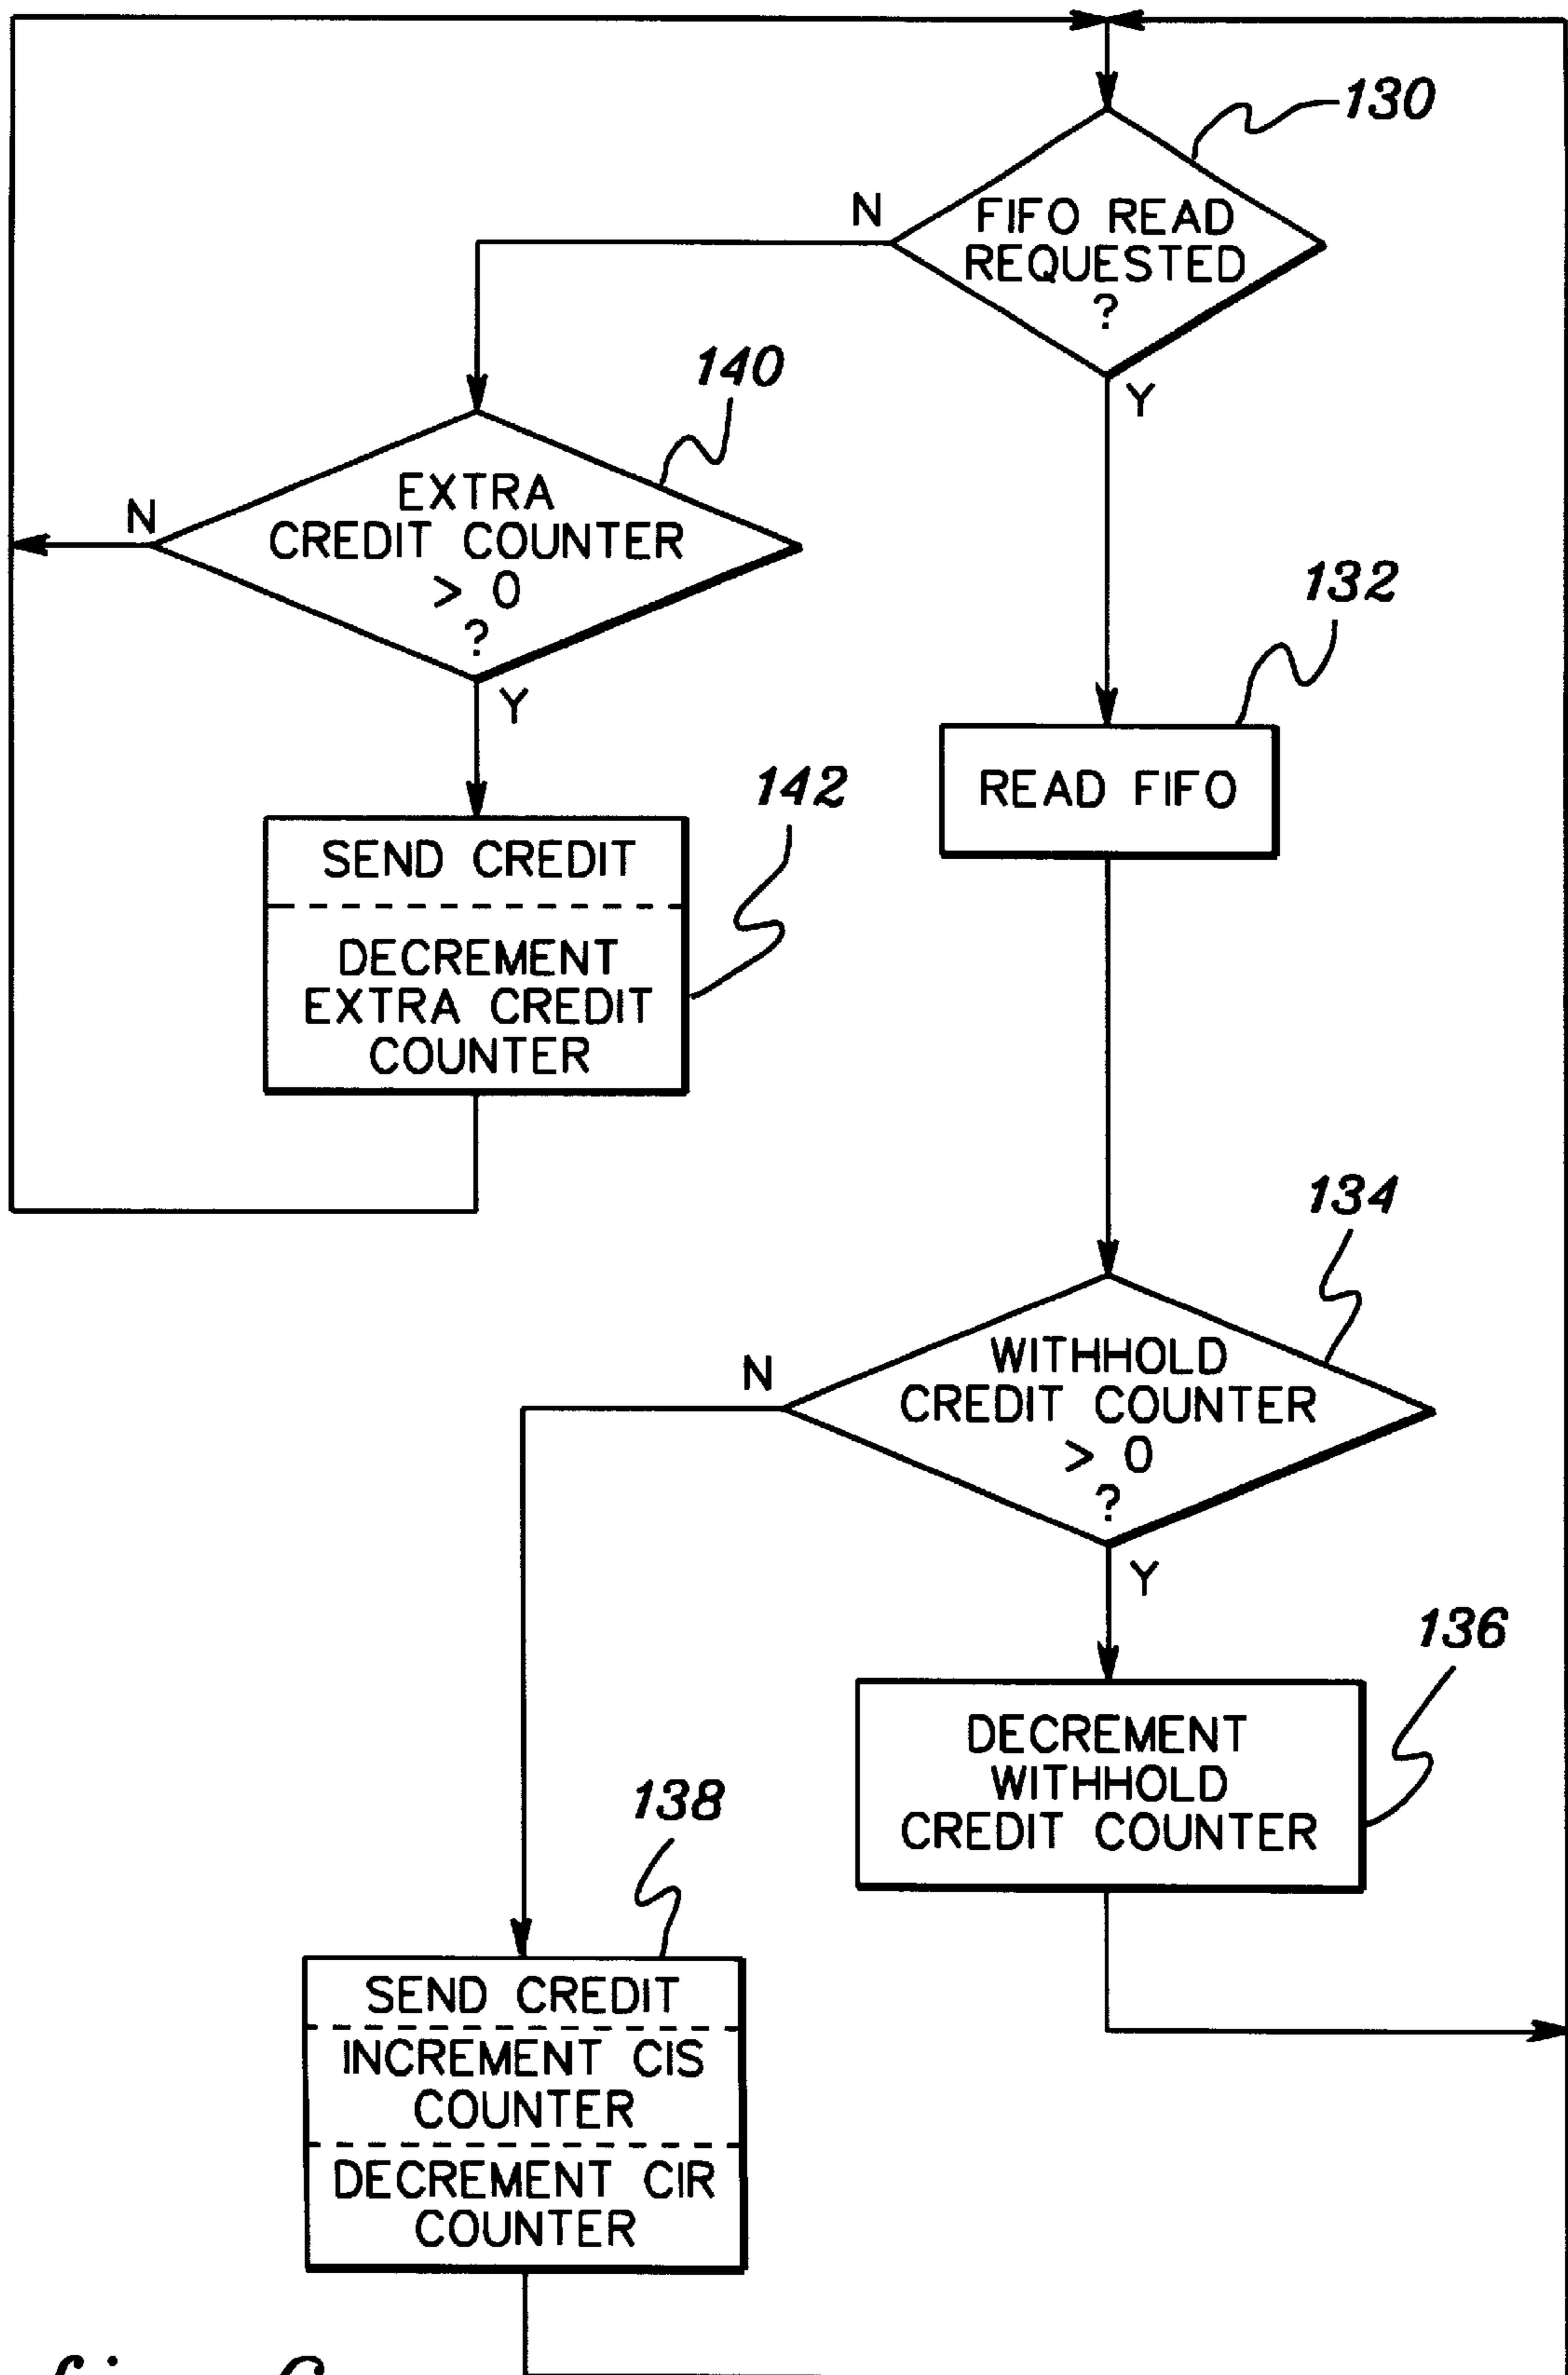 130
N
FIFO READ
REQUESTED
?
Y
140
EXTRA
CREDIT COUNTER
> 0
?
N
Y
132
READ FIFO
142
SEND CREDIT
DECREMENT
EXTRA CREDIT
COUNTER
134
WITHHOLD
CREDIT COUNTER
> 0
?
N
Y
136
DECREMENT
WITHHOLD
CREDIT COUNTER
138
SEND CREDIT
INCREMENT CIS
COUNTER
DECREMENT CIR
COUNTER